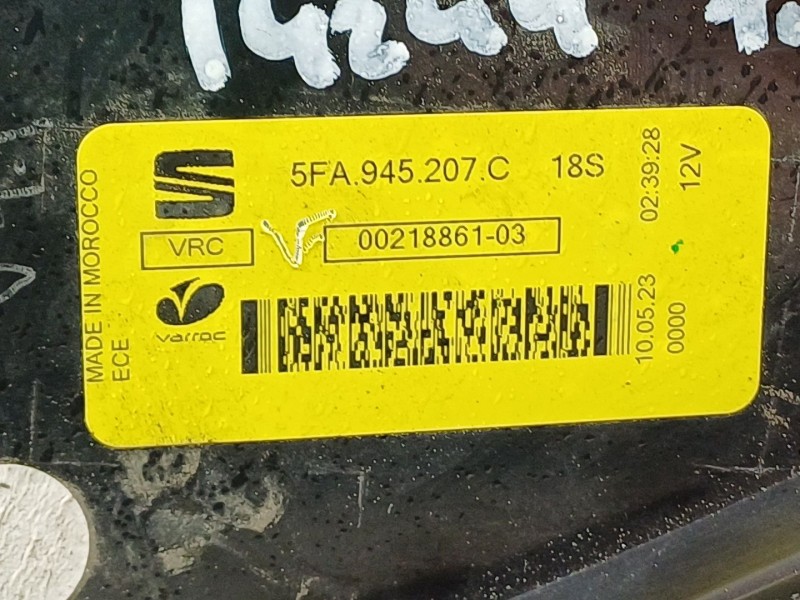 5FA.945.207.C 18S
VRC
00218861-03
varroc
MADE IN MOROCCO
ECE
02:39:28
12V
10.05.23
0000